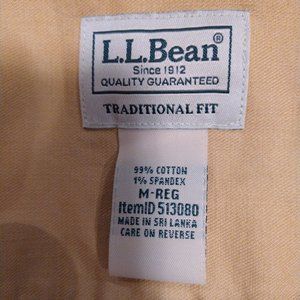 L.L.Bean®
Since 1912
QUALITY GUARANTEED
TRADITIONAL FIT
99% COTTON
1% SPANDEX
M-REG
ItemID 513080
MADE IN SRI LANKA
CARE ON REVERSE